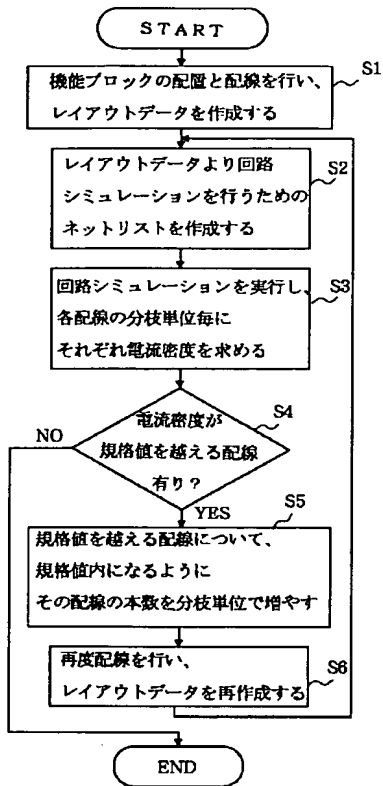 START
S1
機能ブロックの配置と配線を行い、
レイアウトデータを作成する
S2
レイアウトデータより回路
シミュレーションを行うための
ネットリストを作成する
S3
回路シミュレーションを実行し、
各配線の分枝単位毎に
それぞれ電流密度を求める
S4
電流密度が
規格値を越える配線
有り？
NO
YES
S5
規格値を越える配線について、
規格値内になるように
その配線の本数を分枝単位で増やす
S6
再度配線を行い、
レイアウトデータを再作成する
END